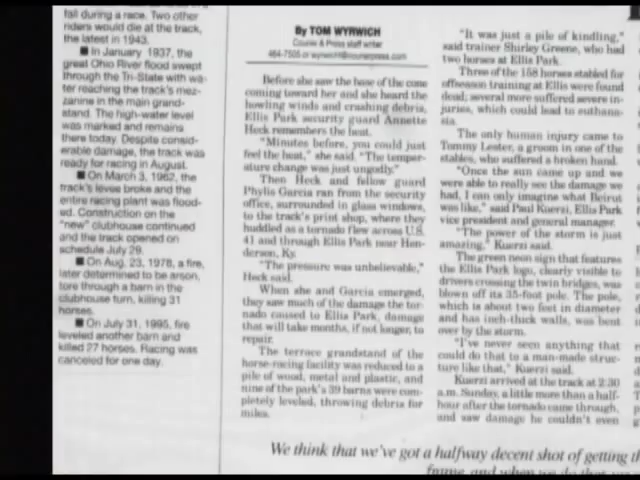 fall during a race. Two other
riders would die at the track,
the latest in 1943.
■ In January 1937, the
great Ohio River flood swept
through the Tri-State with wa-
ter reaching the track's mez-
zanine in the main grand-
stand. The high-water level
was marked and remains
there today. Despite consid-
erable damage, the track was
ready for racing in August.
■ On March 3, 1962, the
track's levee broke and the
entire racing plant was flood-
ed. Construction on the
"new" clubhouse continued
and the track opened on
schedule July 29.
■ On Aug. 23, 1978, a fire,
later determined to be arson,
tore through a barn in the
clubhouse turn, killing 31
horses.
■ On July 31, 1995, fire
leveled another barn and
killed 27 horses. Racing was
canceled for one day.
By TOM WYRWICH
Courier & Press staff writer
464-7505 or wyrwicht@courierpress.com
Before she saw the base of the cone
coming toward her and she heard the
howling winds and crashing debris,
Ellis Park security guard Annette
Heck remembers the heat.
"Minutes before, you could just
feel the heat," she said. "The temper-
ature change was just ungodly."
Then Heck and fellow guard
Phylis Garcia ran from the security
office, surrounded in glass windows,
to the track's print shop, where they
huddled as a tornado flew across U.S.
41 and through Ellis Park near Hen-
derson, Ky.
"The pressure was unbelievable,"
Heck said.
When she and Garcia emerged,
they saw much of the damage the tor-
nado caused to Ellis Park, damage
that will take months, if not longer, to
repair.
The terrace grandstand of the
horse-racing facility was reduced to a
pile of wood, metal and plastic, and
nine of the park's 39 barns were com-
pletely leveled, throwing debris for
miles.
"It was just a pile of kindling,"
said trainer Shirley Greene, who had
two horses at Ellis Park.
Three of the 158 horses stabled for
offseason training at Ellis were found
dead; several more suffered severe in-
juries, which could lead to euthana-
sia.
The only human injury came to
Tommy Lester, a groom in one of the
stables, who suffered a broken hand.
"Once the sun came up and we
were able to really see the damage we
had, I can only imagine what Beirut
was like," said Paul Kuerzi, Ellis Park
vice president and general manager.
"The power of the storm is just
amazing," Kuerzi said.
The green neon sign that features
the Ellis Park logo, clearly visible to
drivers crossing the twin bridges, was
blown off its 35-foot pole. The pole,
which is about two feet in diameter
and has inch-thick walls, was bent
over by the storm.
"I've never seen anything that
could do that to a man-made struc-
ture like that," Kuerzi said.
Kuerzi arrived at the track at 2:30
a.m. Sunday, a little more than a half-
hour after the tornado came through,
and saw damage he couldn't even
We think that we've got a halfway decent shot of getting th
frame, and when we do that